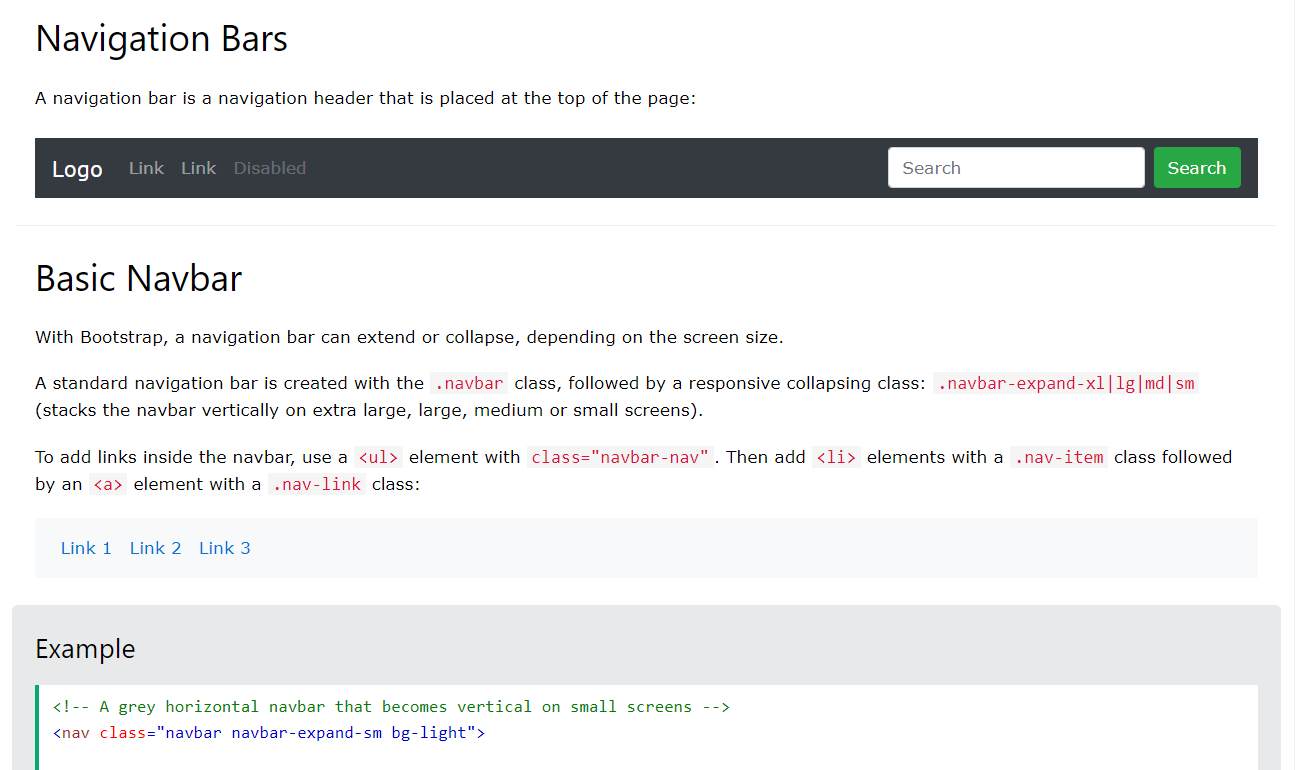 Navigation Bars
A navigation bar is a navigation header that is placed at the top of the page:
Logo Link Link Disabled Search Search
Basic Navbar
With Bootstrap, a navigation bar can extend or collapse, depending on the screen size.
A standard navigation bar is created with the .navbar class, followed by a responsive collapsing class: .navbar-expand-xl|lg|md|sm
(stacks the navbar vertically on extra large, large, medium or small screens).
To add links inside the navbar, use a <ul> element with class="navbar-nav". Then add <li> elements with a .nav-item class followed
by an <a> element with a .nav-link class:
Link 1 Link 2 Link 3
Example
<!-- A grey horizontal navbar that becomes vertical on small screens -->
<nav class="navbar navbar-expand-sm bg-light">